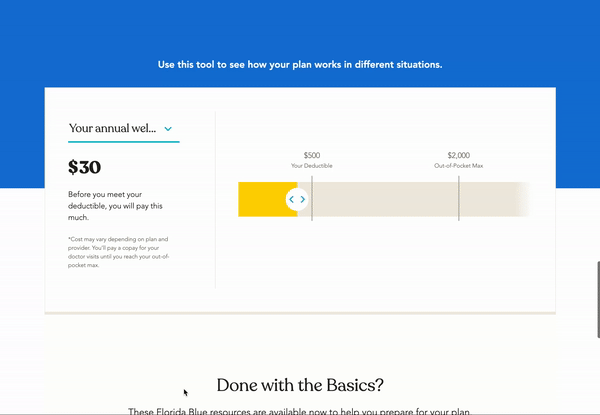 Use this tool to see how your plan works in different situations.
Your annual wel...
$30
Before you meet your
deductible, you will pay this
much.
*Cost may vary depending on plan and
provider. You'll pay a copay for your
doctor visits until you reach your out-of-
pocket max.
$500
Your Deductible
$2,000
Out-of-Pocket Max
Done with the Basics?
These Florida Blue resources are available now to help you prepare for your plan.